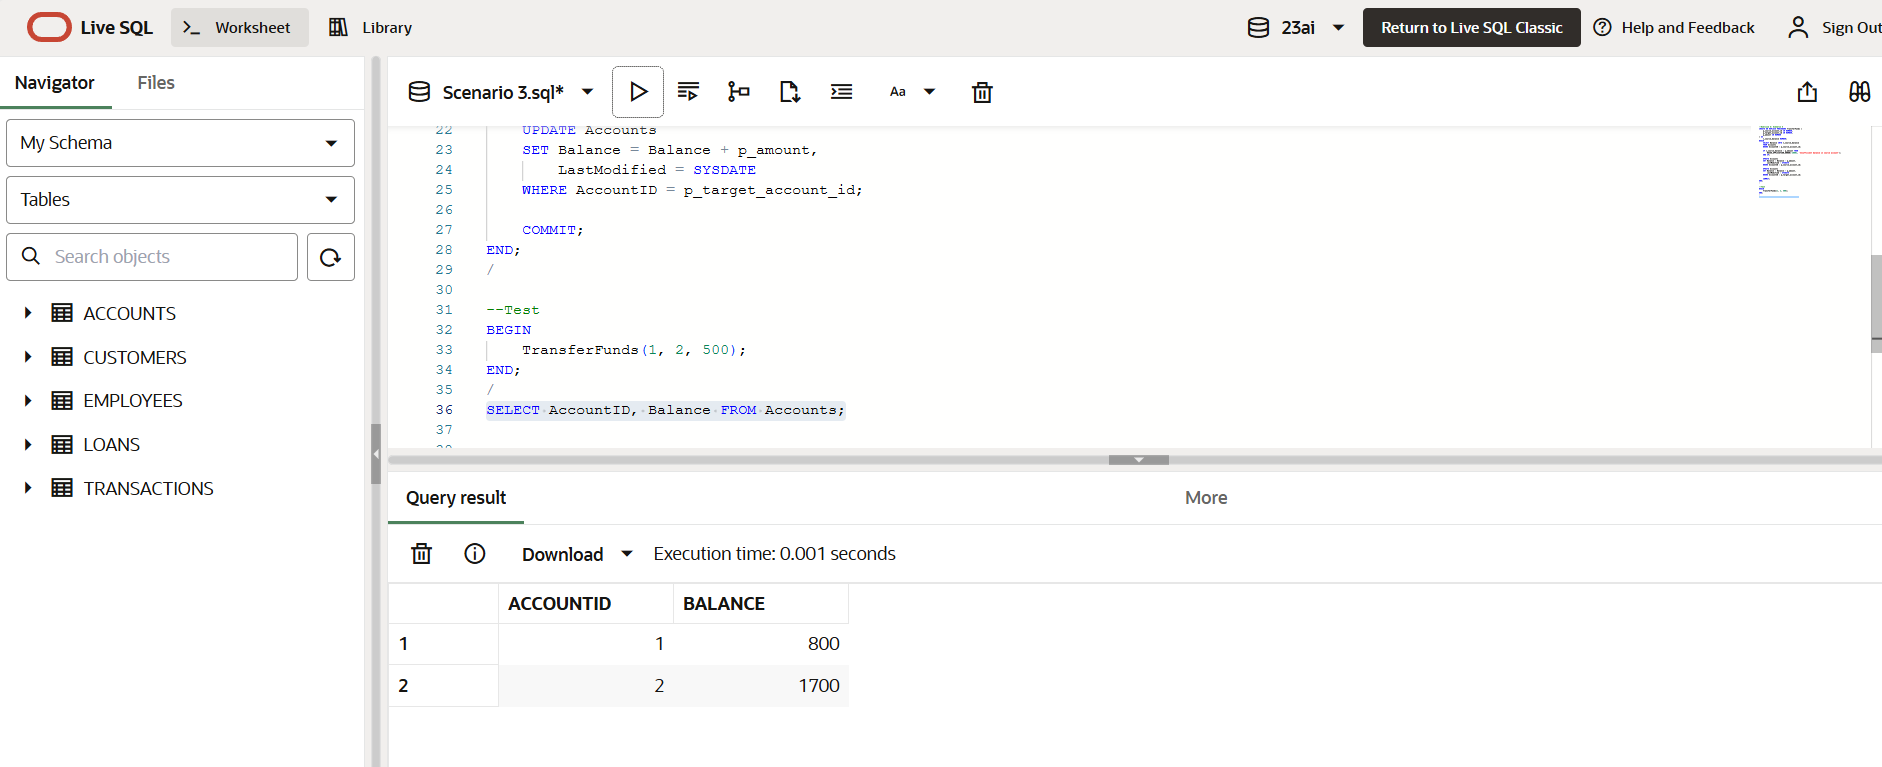 Live SQL
Worksheet
Library
23ai
Return to Live SQL Classic
Help and Feedback
Sign Out
Navigator
Files
My Schema
Tables
Search objects
ACCOUNTS
CUSTOMERS
EMPLOYEES
LOANS
TRANSACTIONS
Scenario 3.sql*
Aa
22 UPDATE Accounts
23 SET Balance = Balance + p_amount,
24 LastModified = SYSDATE
25 WHERE AccountID = p_target_account_id;
26
27 COMMIT;
28 END;
29 /
30
31 --Test
32 BEGIN
33 TransferFunds(1, 2, 500);
34 END;
35 /
36 SELECT AccountID, Balance FROM Accounts;
37
Query result
More
Download
Execution time: 0.001 seconds
ACCOUNTID BALANCE
1 1 800
2 2 1700